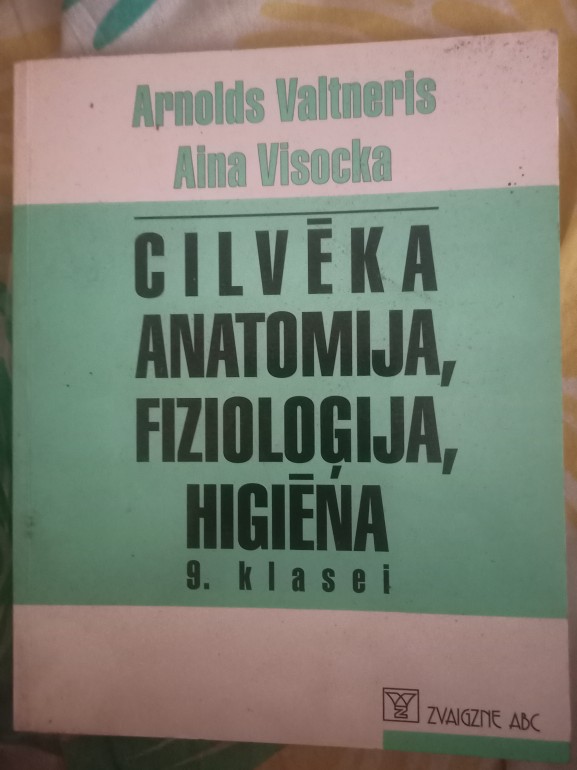 Arnolds Valtneris
Aina Visocka
CILVĒKA
ANATOMIJA,
FIZIOLOĢIJA,
HIGIĒNA
9. klasei
ZVAIGZNE ABC